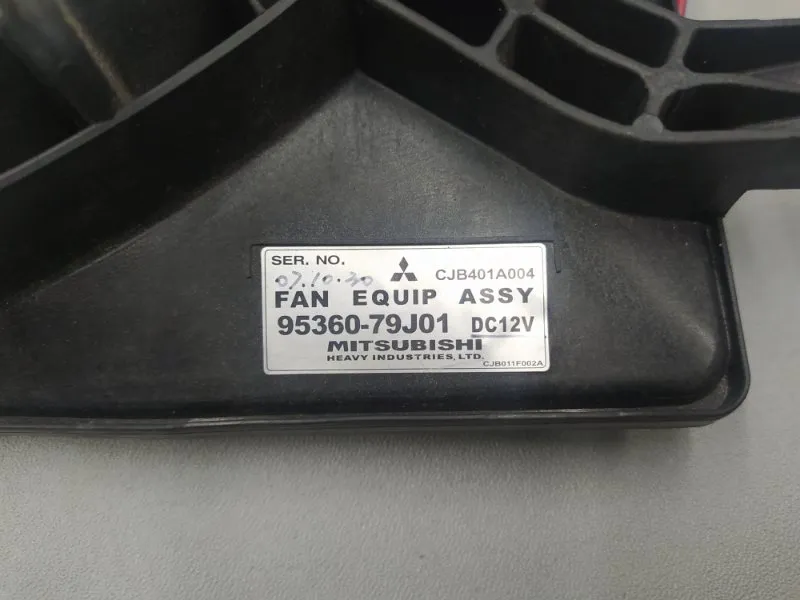 SER. NO.
07.10.30 CJB401A004
FAN EQUIP ASSY
95360-79J01 DC12V
MITSUBISHI
HEAVY INDUSTRIES, LTD.
CJB011F002A